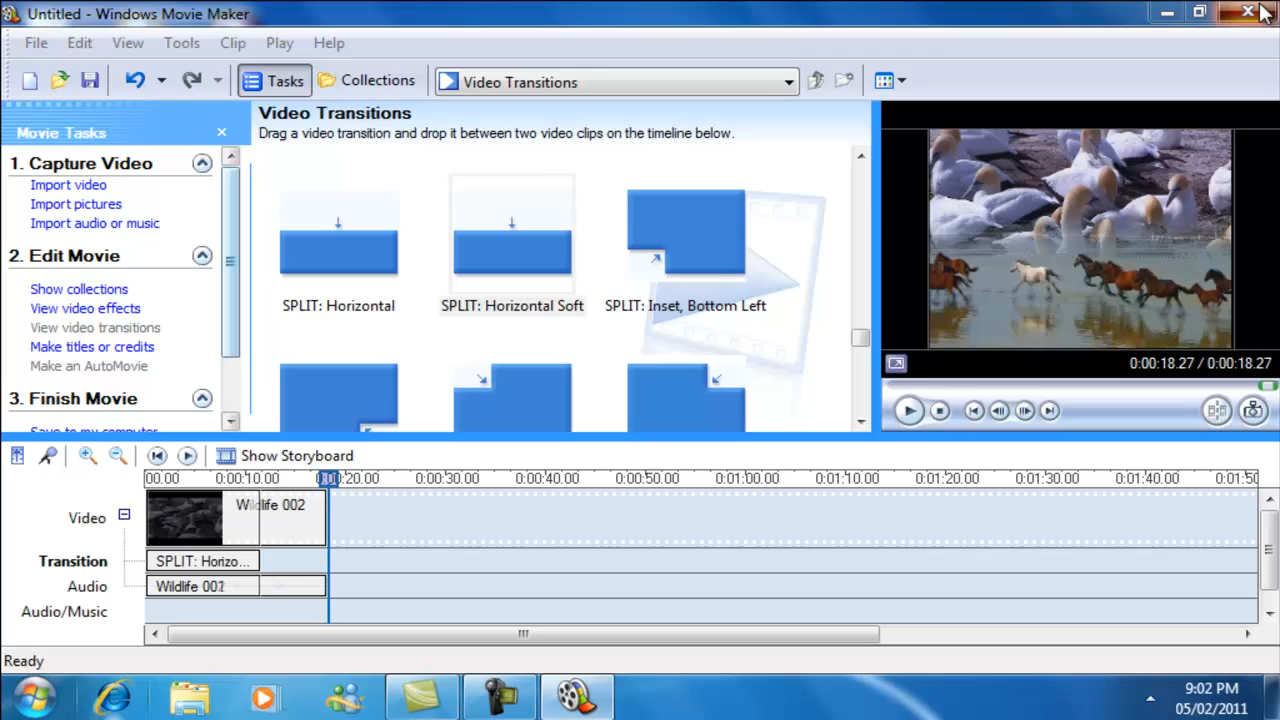 Untitled - Windows Movie Maker
File Edit View Tools Clip Play Help
Tasks Collections Video Transitions
Movie Tasks
1. Capture Video
Import video
Import pictures
Import audio or music
2. Edit Movie
Show collections
View video effects
View video transitions
Make titles or credits
Make an AutoMovie
3. Finish Movie
Save to my computer
Video Transitions
Drag a video transition and drop it between two video clips on the timeline below.
SPLIT: Horizontal SPLIT: Horizontal Soft SPLIT: Inset, Bottom Left
0:00:18.27 / 0:00:18.27
Show Storyboard
00.00 0:00:10.00 0:00:20.00 0:00:30.00 0:00:40.00 0:00:50.00 0:01:00.00 0:01:10.00 0:01:20.00 0:01:30.00 0:01:40.00 0:01:50
Video Wildlife 002
Transition SPLIT: Horizo...
Audio Wildlife
Audio/Music
Ready
9:02 PM
05/02/2011